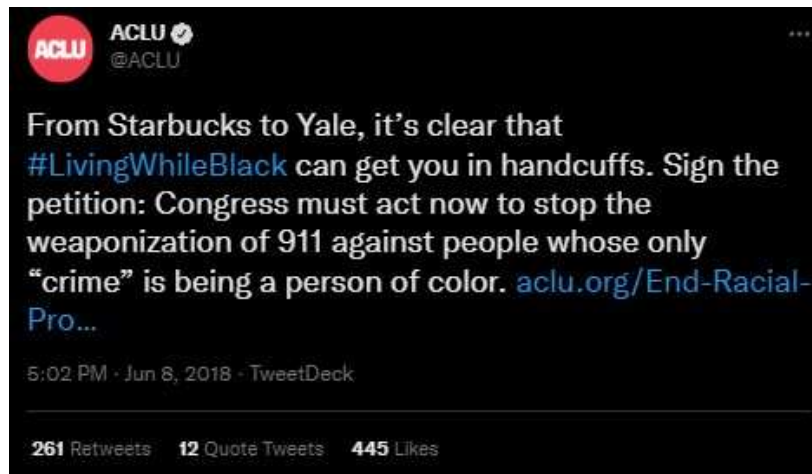 ACLU
ACLU
@ACLU
From Starbucks to Yale, it’s clear that
#LivingWhileBlack can get you in handcuffs. Sign the
petition: Congress must act now to stop the
weaponization of 911 against people whose only
“crime” is being a person of color. aclu.org/End-Racial-
Pro...
5:02 PM · Jun 8, 2018 · TweetDeck
261 Retweets 12 Quote Tweets 445 Likes